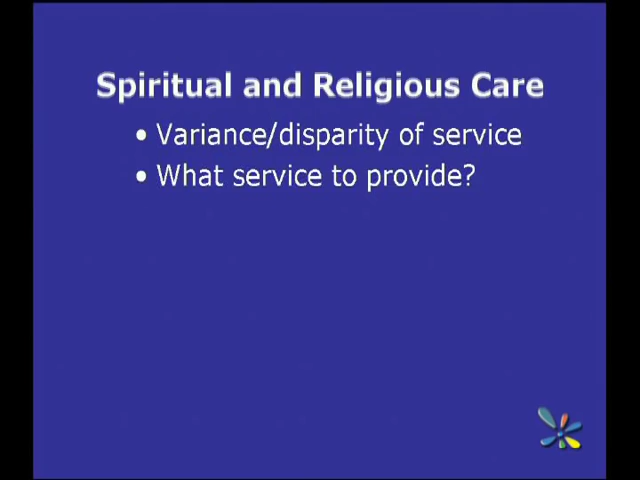 Spiritual and Religious Care
• Variance/disparity of service
• What service to provide?